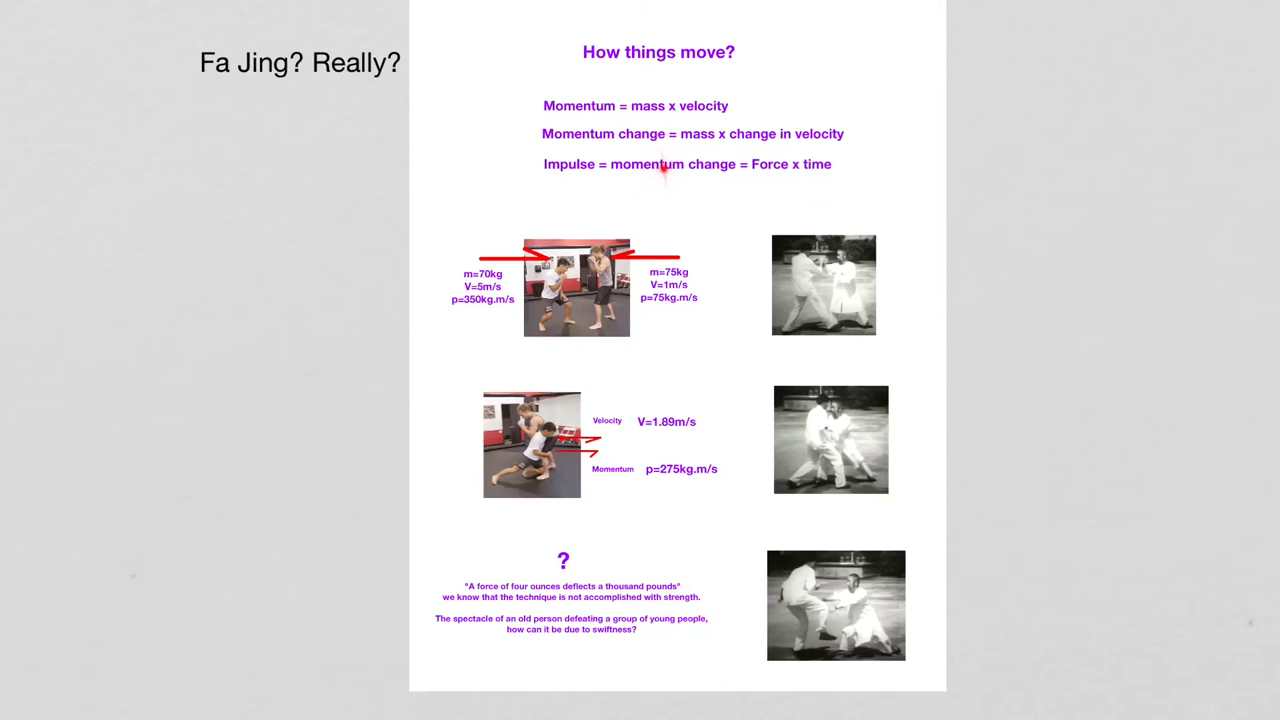 Fa Jing? Really?
How things move?
Momentum = mass x velocity
Momentum change = mass x change in velocity
Impulse = momentum change = Force x time
m=70kg
V=5m/s
p=350kg.m/s
m=75kg
V=1m/s
p=75kg.m/s
Velocity V=1.89m/s
Momentum p=275kg.m/s
?
"A force of four ounces deflects a thousand pounds"
we know that the technique is not accomplished with strength.
The spectacle of an old person defeating a group of young people,
how can it be due to swiftness?